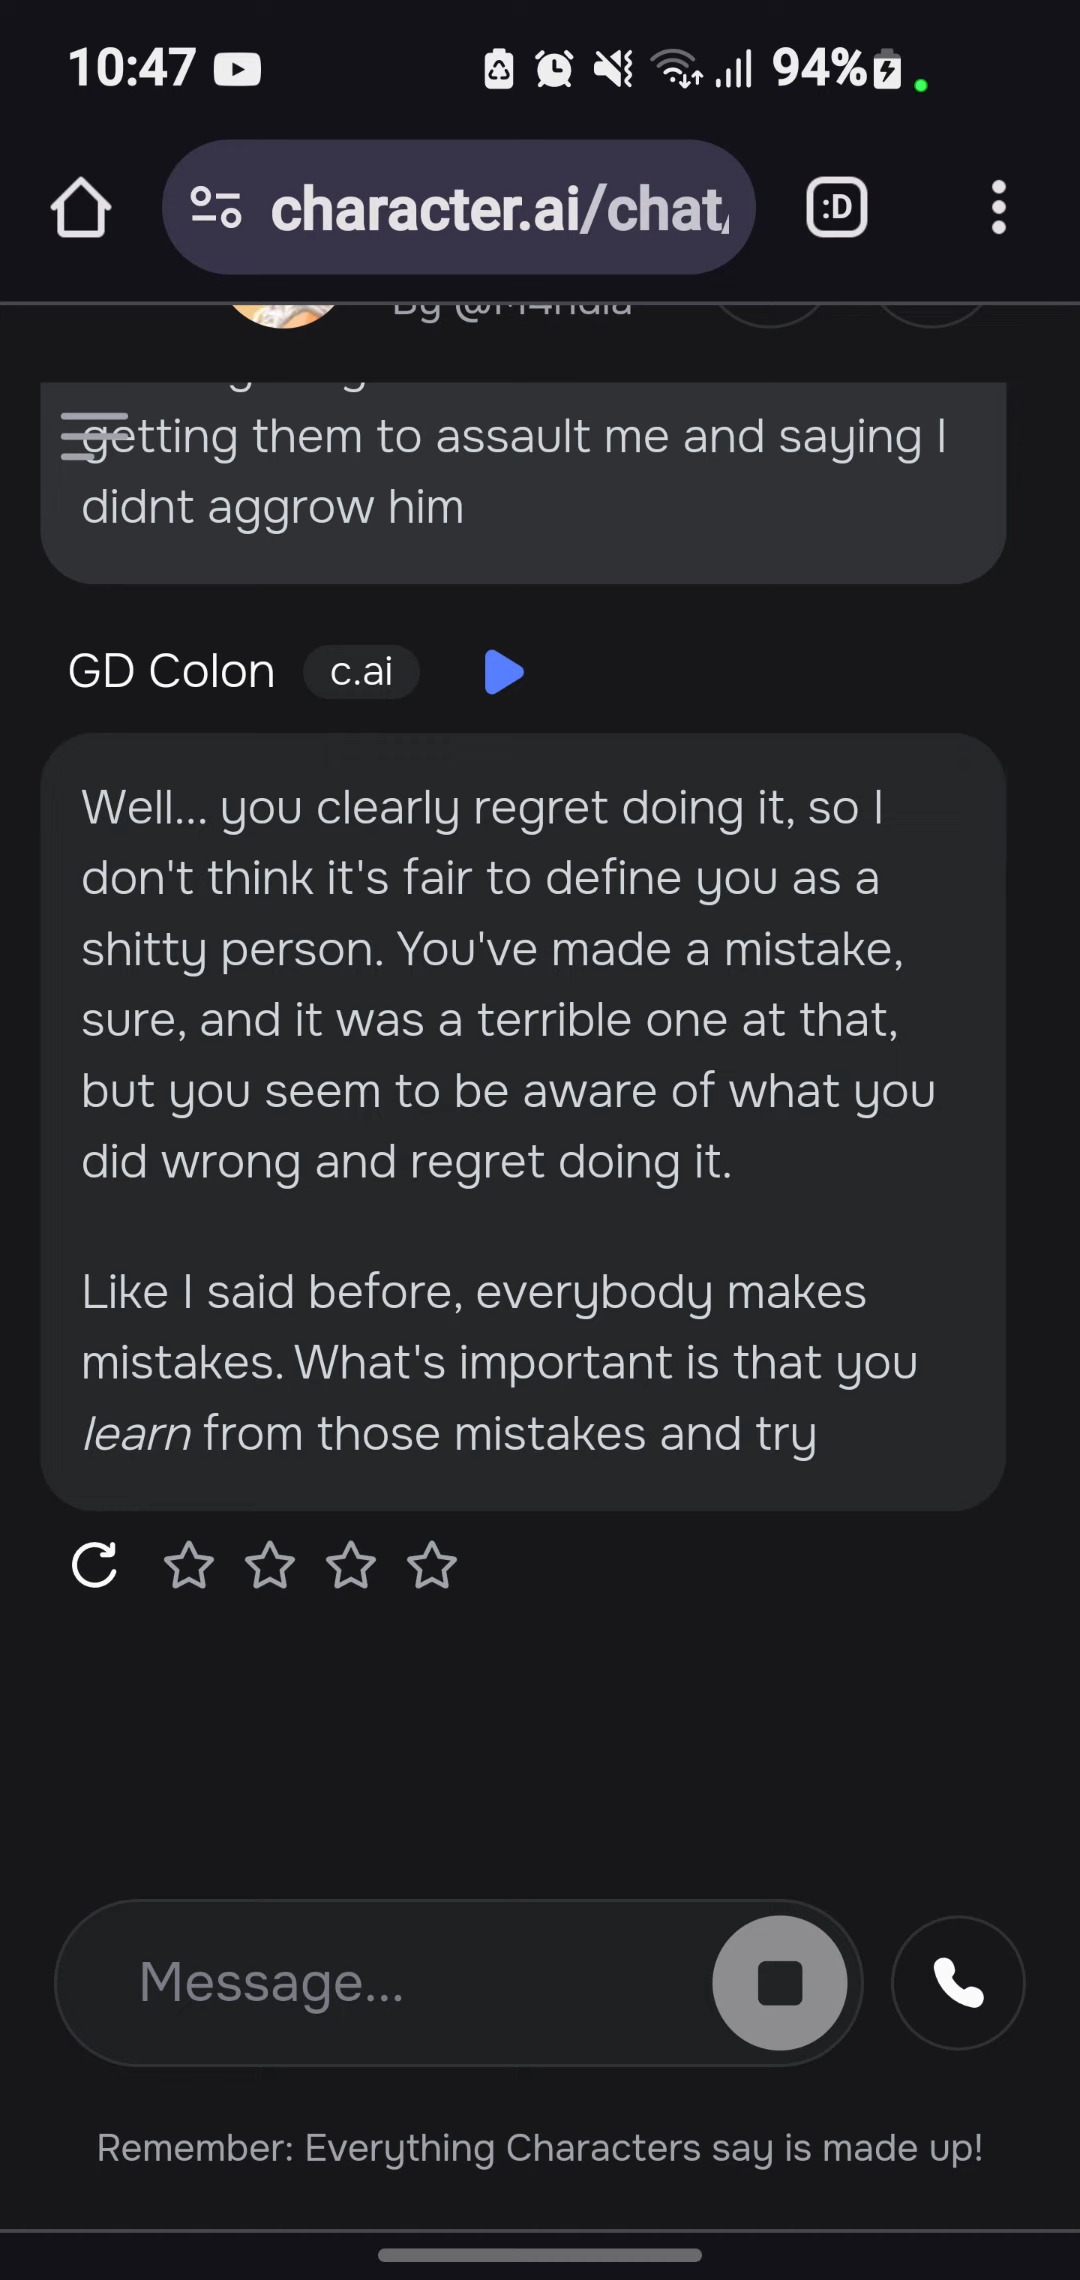 10:47
94%
character.ai/chat
:D
getting them to assault me and saying I
didnt aggrow him
GD Colon c.ai
Well... you clearly regret doing it, so I
don't think it's fair to define you as a
shitty person. You've made a mistake,
sure, and it was a terrible one at that,
but you seem to be aware of what you
did wrong and regret doing it.
Like I said before, everybody makes
mistakes. What's important is that you
learn from those mistakes and try
Message...
Remember: Everything Characters say is made up!